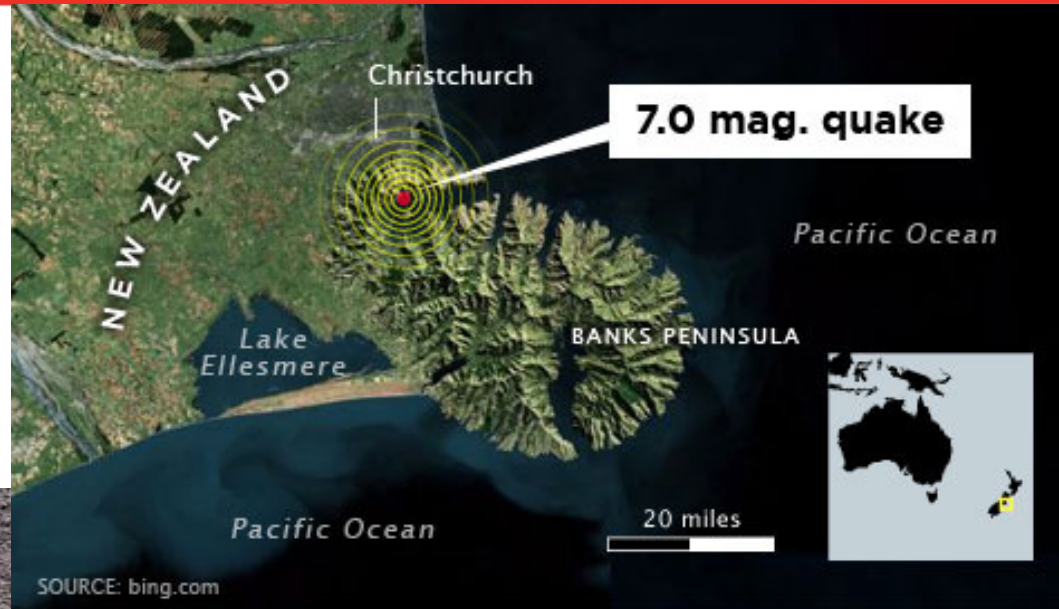 Christchurch
7.0 mag. quake
NEW ZEALAND
Pacific Ocean
Lake
Ellesmere
BANKS PENINSULA
Pacific Ocean
20 miles
SOURCE: bing.com